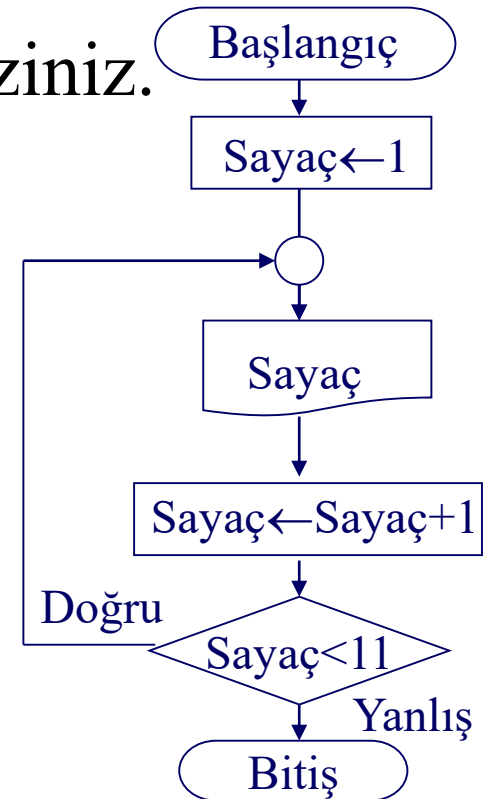 ziniz.
Başlangıç
Sayaç←1
Sayaç
Sayaç←Sayaç+1
Doğru
Sayaç<11
Yanlış
Bitiş